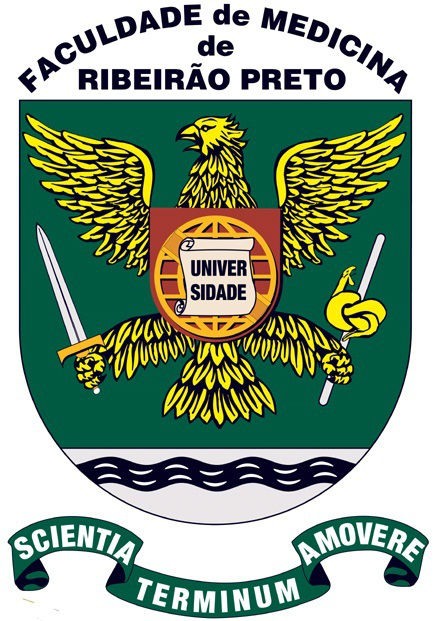 FACULDADE de MEDICINA
de
RIBEIRÃO PRETO
UNIVER
SIDADE
SCIENTIA
TERMINUM
AMOVERE